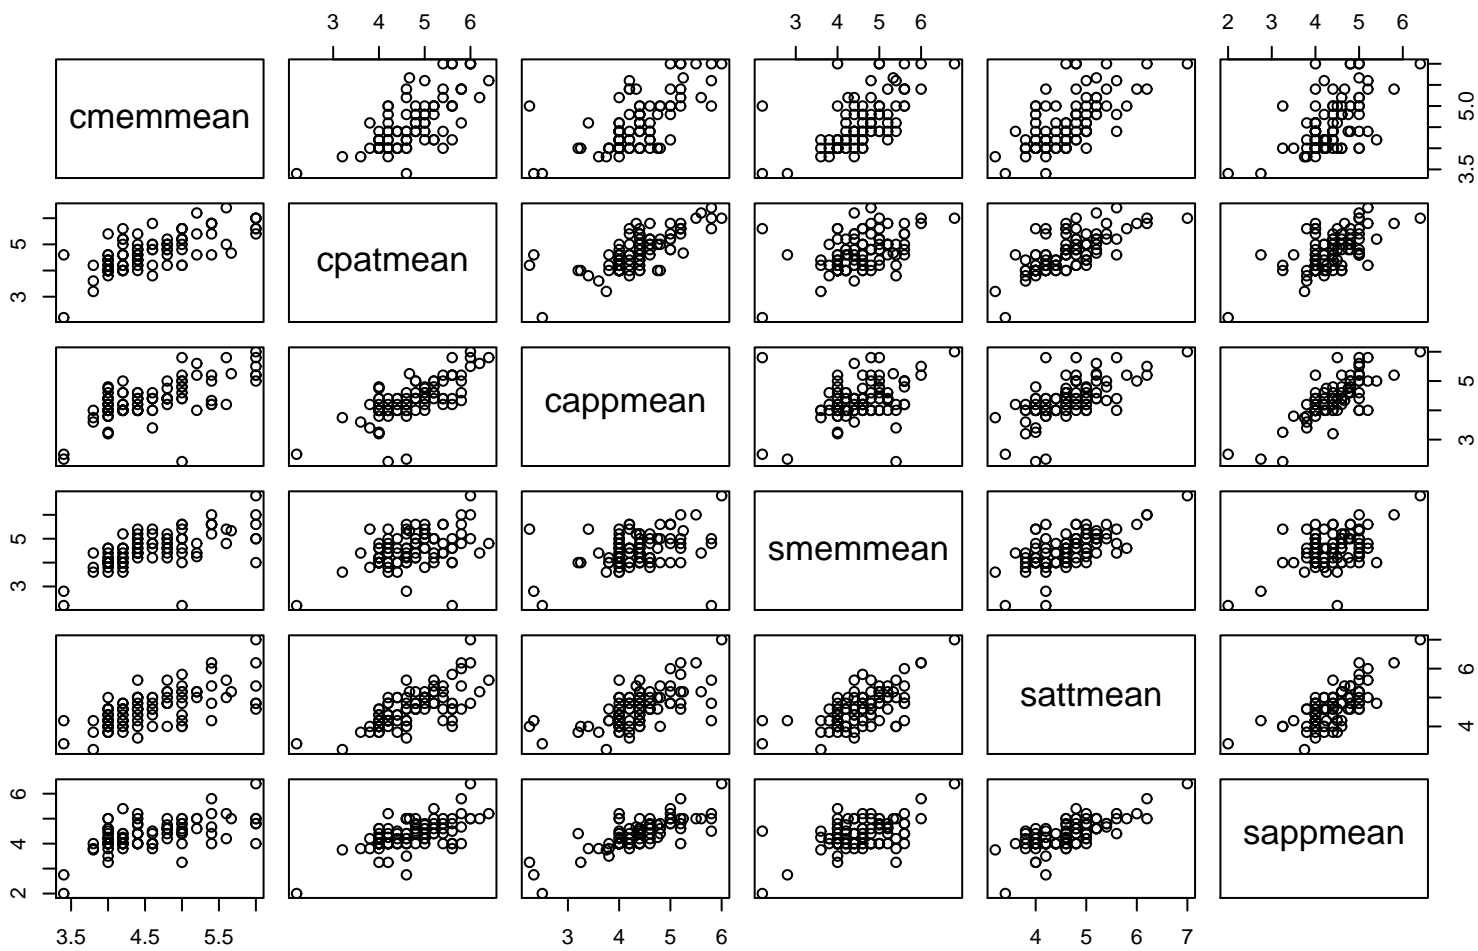 3 4 5 6 3 4 5 6 2 3 4 5 6
cmemmean 3.5 5.0
3 5 cpatmean
cappmean 3 5
3 5 smemmean
sattmean 4 6
2 4 6 sappmean
3.5 4.5 5.5 3 4 5 6 4 5 6 7